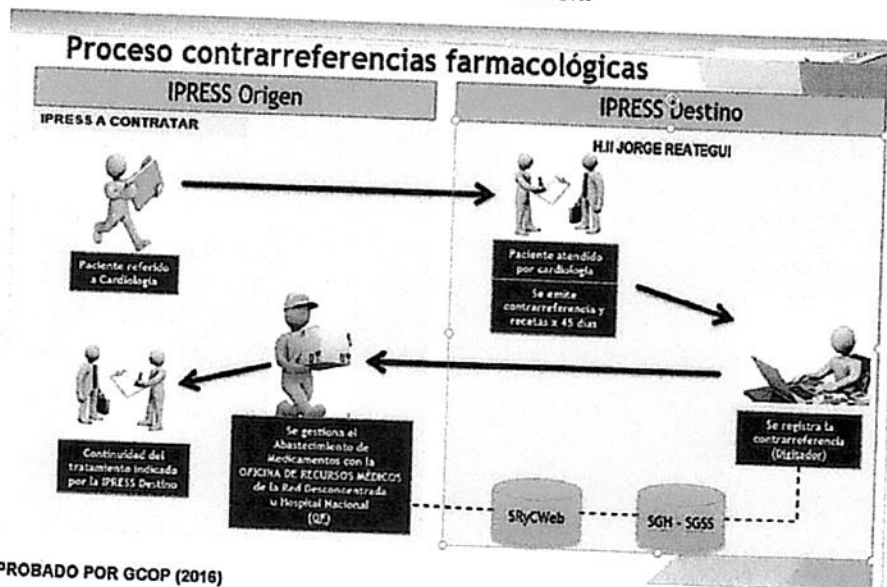 Proceso contrarreferencias farmacológicas
IPRESS Origen
IPRESS Destino
IPRESS A CONTRATAR
H.II JORGE REATEGUI
Paciente referido
a Cardiología
Paciente atendido
por cardiología
Se emite
contrarreferencia y
recetas x 45 días
Se registra la
contrarreferencia
(Digitador)
Se gestiona el
Abastecimiento de
Medicamentos con la
OFICINA DE RECURSOS MÉDICOS
de la Red Desconcentrada
u Hospital Nacional
(QF)
Continuidad del
tratamiento indicado
por la IPRESS Destino
SRyCWeb
SGH - SGSS
PROBADO POR GCOP (2016)